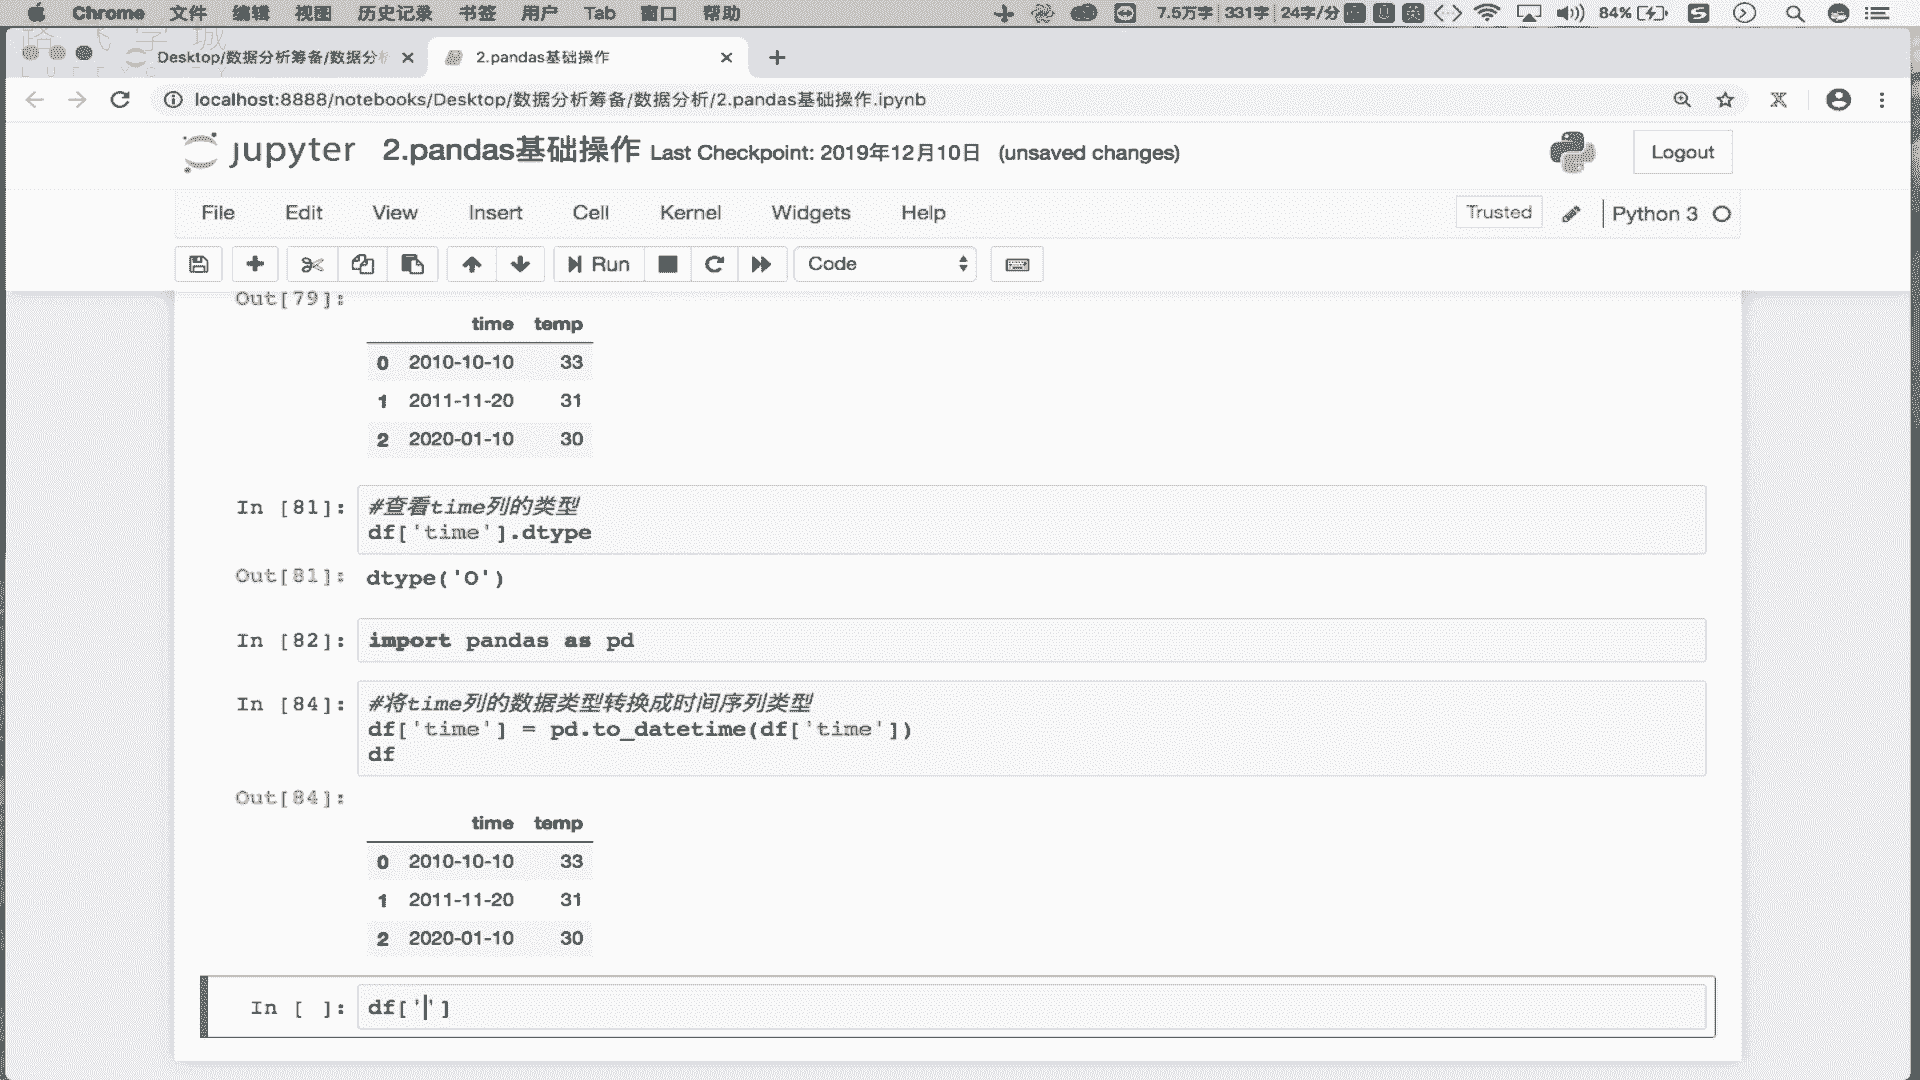 Chrome 文件 编辑 视图 历史记录 书签 用户 Tab 窗口 帮助 7.5万字 331字 24字/分 84%
Desktop/数据分析筹备/数据分析
2.pandas基础操作
localhost:8888/notebooks/Desktop/数据分析筹备/数据分析/2.pandas基础操作.ipynb
jupyter 2.pandas基础操作 Last Checkpoint: 2019年12月10日 (unsaved changes) Logout
File Edit View Insert Cell Kernel Widgets Help Trusted Python 3
Run Code
Out[79]:
time temp
0 2010-10-10 33
1 2011-11-20 31
2 2020-01-10 30
In [81]: #查看time列的类型
df['time'].dtype
Out[81]: dtype('O')
In [82]: import pandas as pd
In [84]: #将time列的数据类型转换成时间序列类型
df['time'] = pd.to_datetime(df['time'])
df
Out[84]:
time temp
0 2010-10-10 33
1 2011-11-20 31
2 2020-01-10 30
In [ ]: df['']